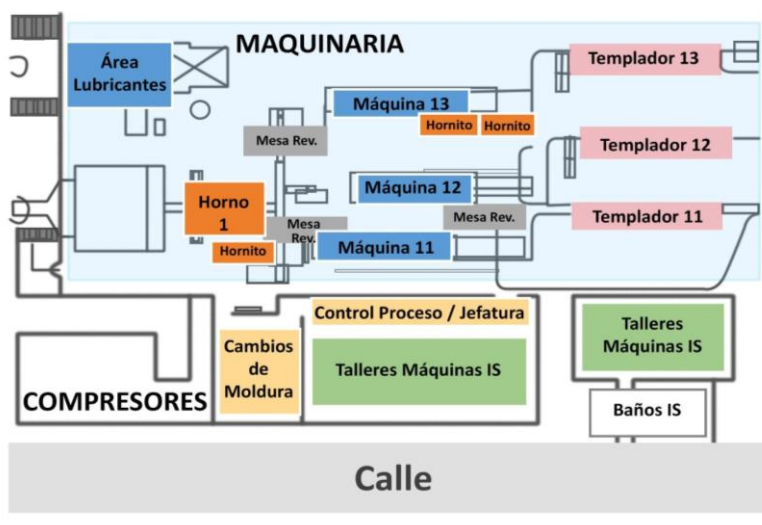 MAQUINARIA
Área
Lubricantes
Templador 13
Máquina 13
Hornito
Hornito
Mesa Rev.
Templador 12
Máquina 12
Horno
1
Mesa
Rev.
Mesa Rev.
Templador 11
Hornito
Máquina 11
Control Proceso / Jefatura
Talleres
Máquinas IS
Cambios
de
Moldura
Talleres Máquinas IS
COMPRESORES
Baños IS
Calle